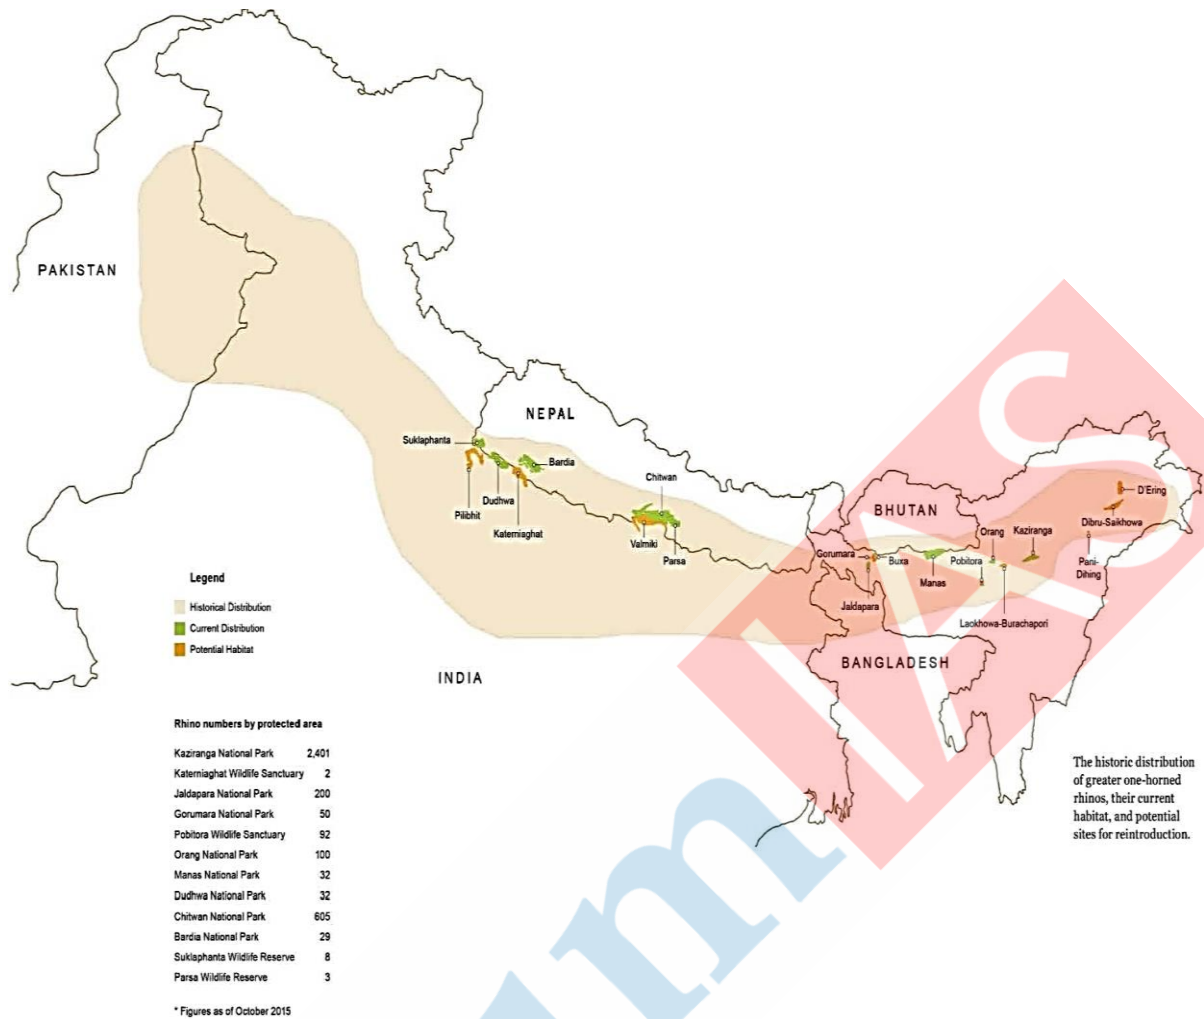 PAKISTAN
NEPAL
Suklaphanta
Bardia
Chitwan
D'Ering
Dudhwa
BHUTAN
Pilibhit
Orang
Kaziranga
Dibru-Saikhowa
Katerniaghat
Valmiki
Gorumara
Buxa
Pobitora
Parsa
Pani-
Dihing
Manas
Legend
Jaldapara
Historical Distribution
Laokhowa-Burachapori
Current Distribution
Potential Habitat
INDIA
BANGLADESH
Rhino numbers by protected area
Kaziranga National Park 2,401
Katerniaghat Wildlife Sanctuary 2
Jaldapara National Park 200
Gorumara National Park 50
Pobitora Wildlife Sanctuary 92
Orang National Park 100
Manas National Park 32
Dudhwa National Park 32
Chitwan National Park 605
Bardia National Park 29
Suklaphanta Wildlife Reserve 8
Parsa Wildlife Reserve 3
* Figures as of October 2015
The historic distribution
of greater one-horned
rhinos, their current
habitat, and potential
sites for reintroduction.
IAS